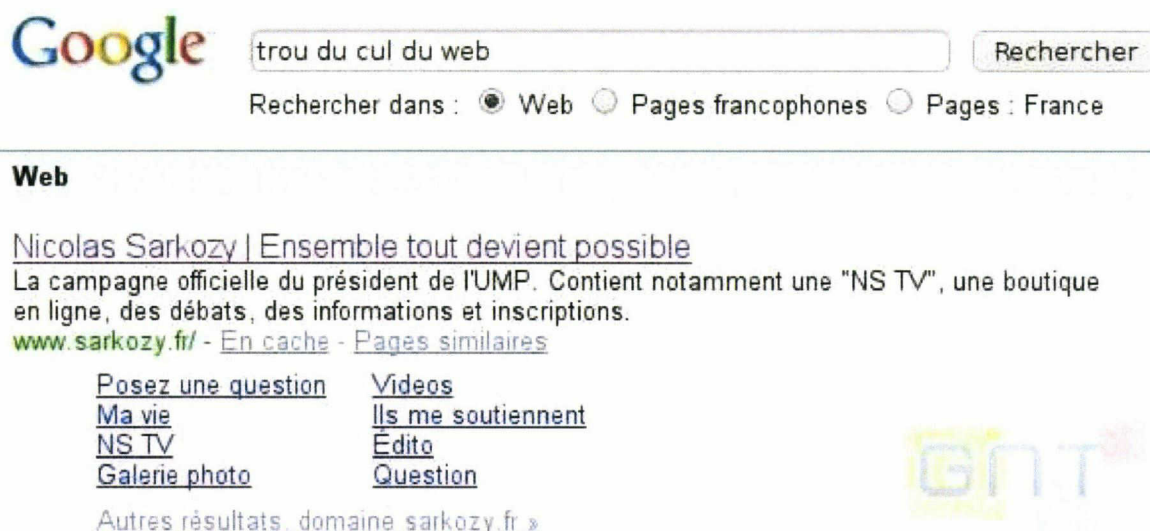 Google trou du cul du web Rechercher
Rechercher dans : Web Pages francophones Pages : France
Web
Nicolas Sarkozy | Ensemble tout devient possible
La campagne officielle du président de l'UMP. Contient notamment une "NS TV", une boutique
en ligne, des débats, des informations et inscriptions.
www.sarkozy.fr/ - En cache - Pages similaires
Posez une question Videos
Ma vie Ils me soutiennent
NS TV Édito
Galerie photo Question
GNT
Autres résultats, domaine sarkozy.fr »